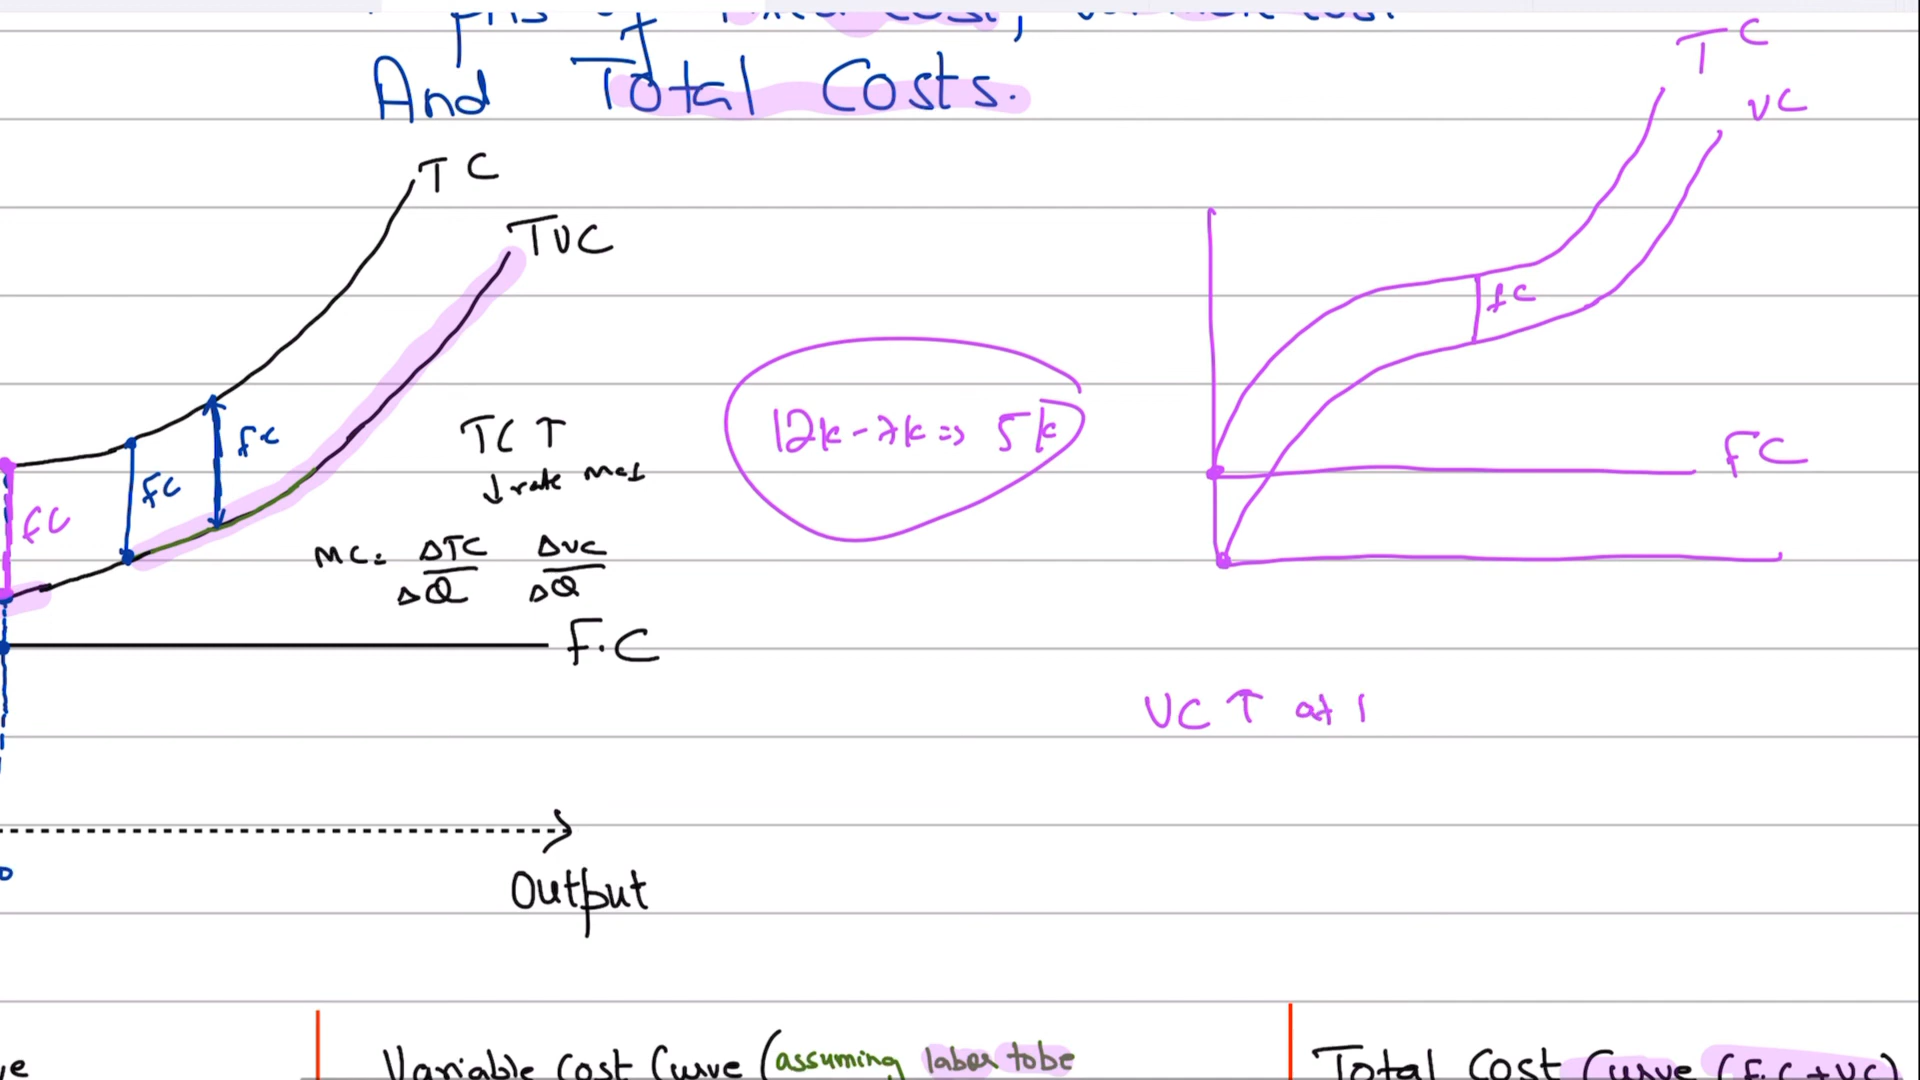 And Total Costs.
TC
TC
VC
TVC
fC
fC
12k - 7k => 5k
TC ↑
FC
↓ rate mc↓
fC
fC
MC = ΔTC/ΔQ ΔVC/ΔQ
F.C
VC ↑ at
Output
Variable Cost Curve (assuming labor to be
Total Cost Curve (F.C + VC)